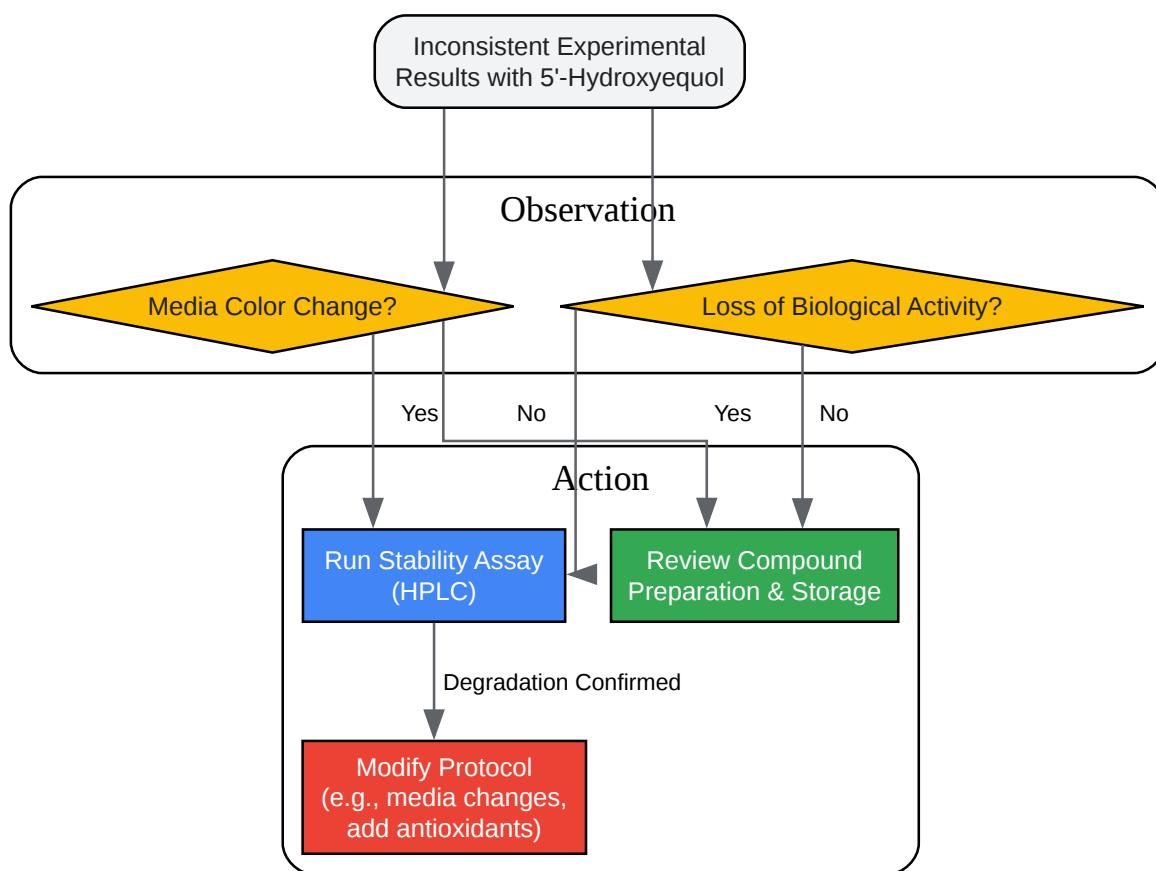 Inconsistent Experimental
Results with 5'-Hydroxyequol
Observation
Media Color Change?
Loss of Biological Activity?
Yes
No
Yes
No
Action
Run Stability Assay
(HPLC)
Review Compound
Preparation & Storage
Degradation Confirmed
Modify Protocol
(e.g., media changes,
add antioxidants)